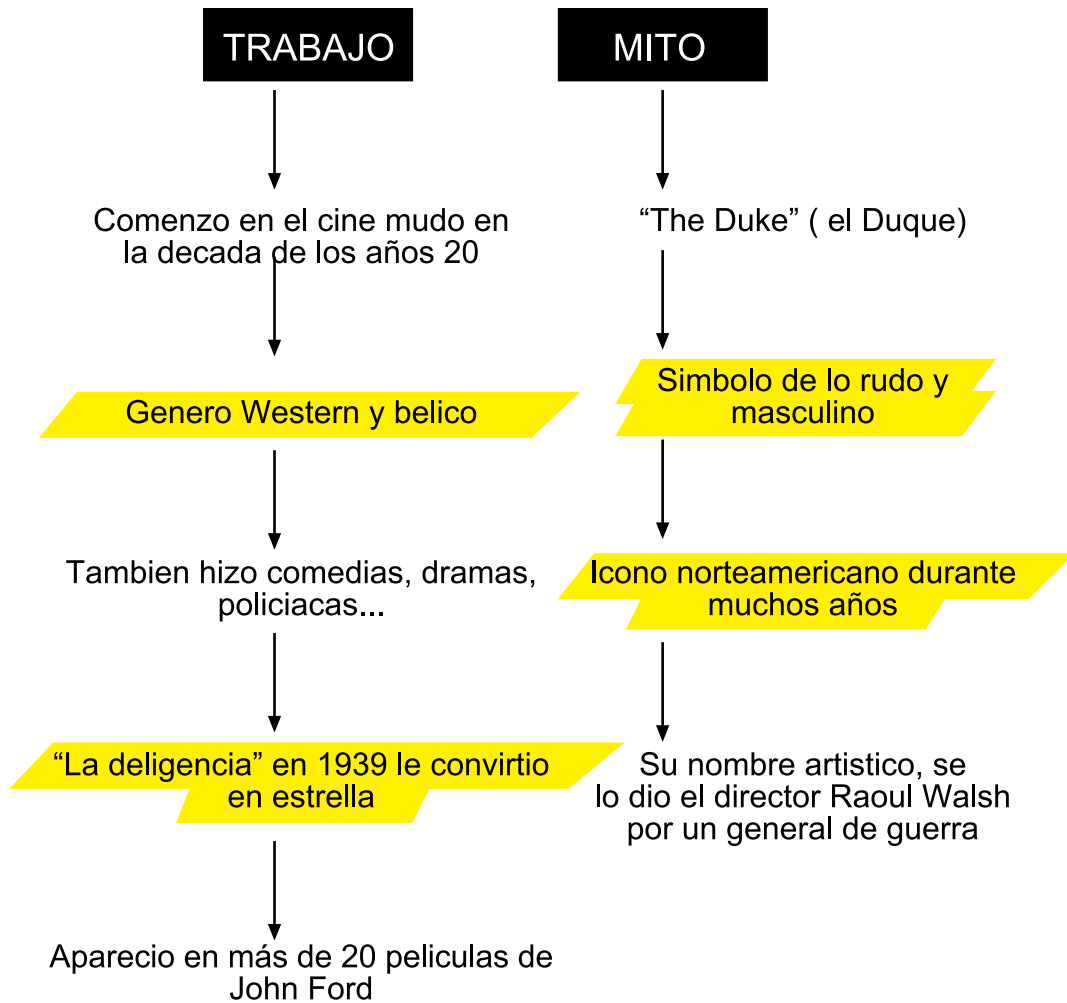 TRABAJO
Comenzo en el cine mudo en
la decada de los años 20
Genero Western y belico
Tambien hizo comedias, dramas,
policiacas...
“La deligencia” en 1939 le convirtio
en estrella
Aparecio en más de 20 peliculas de
John Ford
MITO
“The Duke” ( el Duque)
Simbolo de lo rudo y
masculino
Icono norteamericano durante
muchos años
Su nombre artistico, se
lo dio el director Raoul Walsh
por un general de guerra